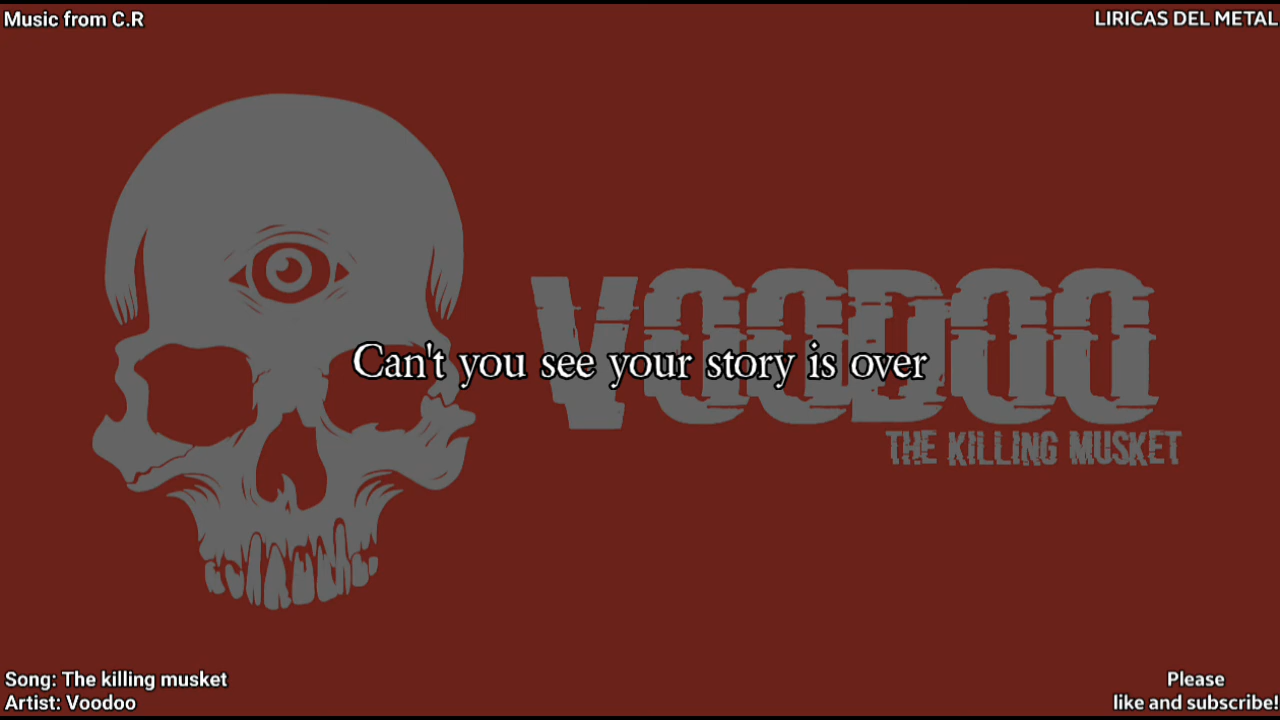 Music from C.R
LIRICAS DEL METAL
VOODOO
Can't you see your story is over
THE KILLING MUSKET
Song: The killing musket
Artist: Voodoo
Please
like and subscribe!